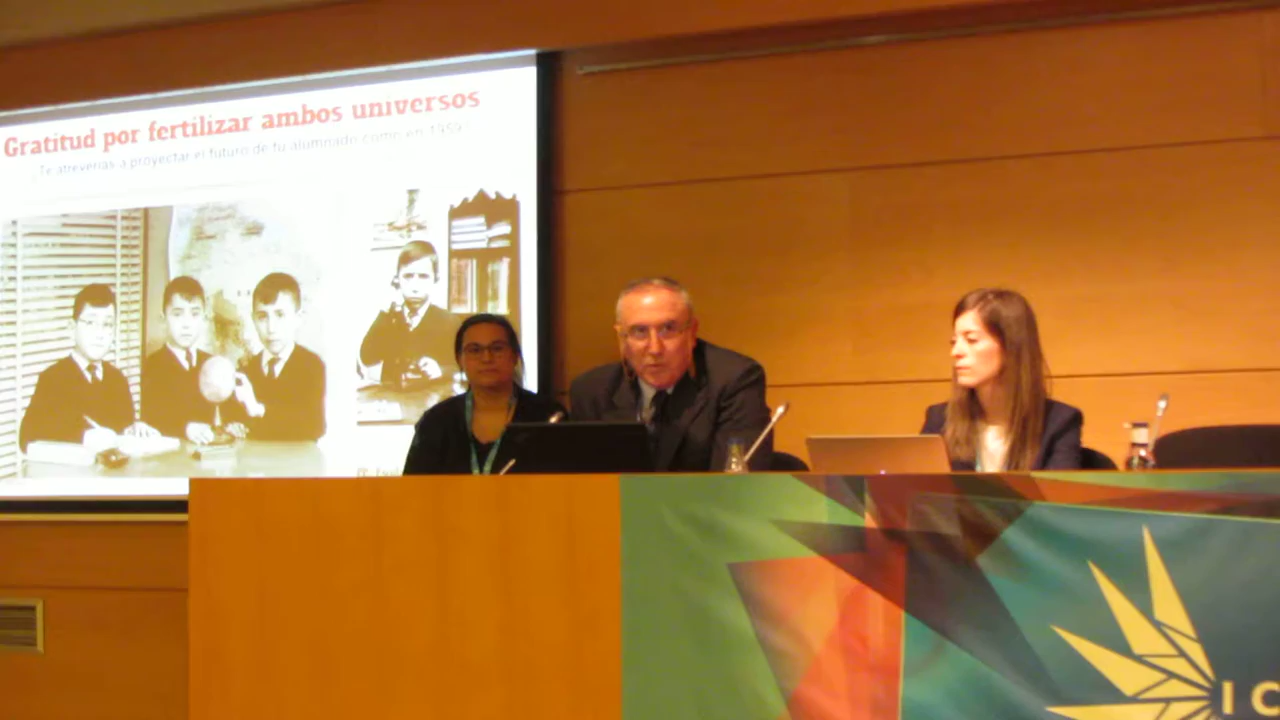 Gratitud por fertilizar ambos universos
Te atreverías a proyectar el futuro de tu alumnado como en 1959?
IC